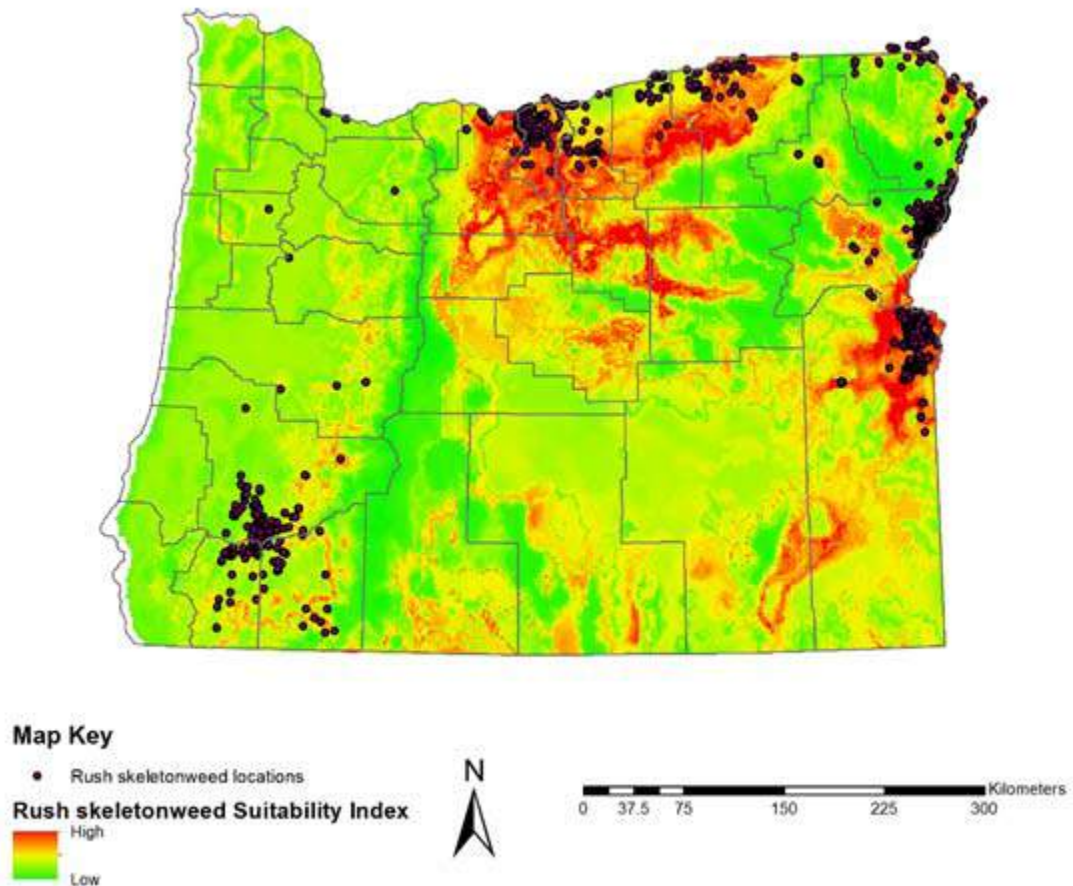 Map Key
Rush skeletonweed locations
Rush skeletonweed Suitability Index
High
Low
N
Kilometers
0 37.5 75 150 225 300